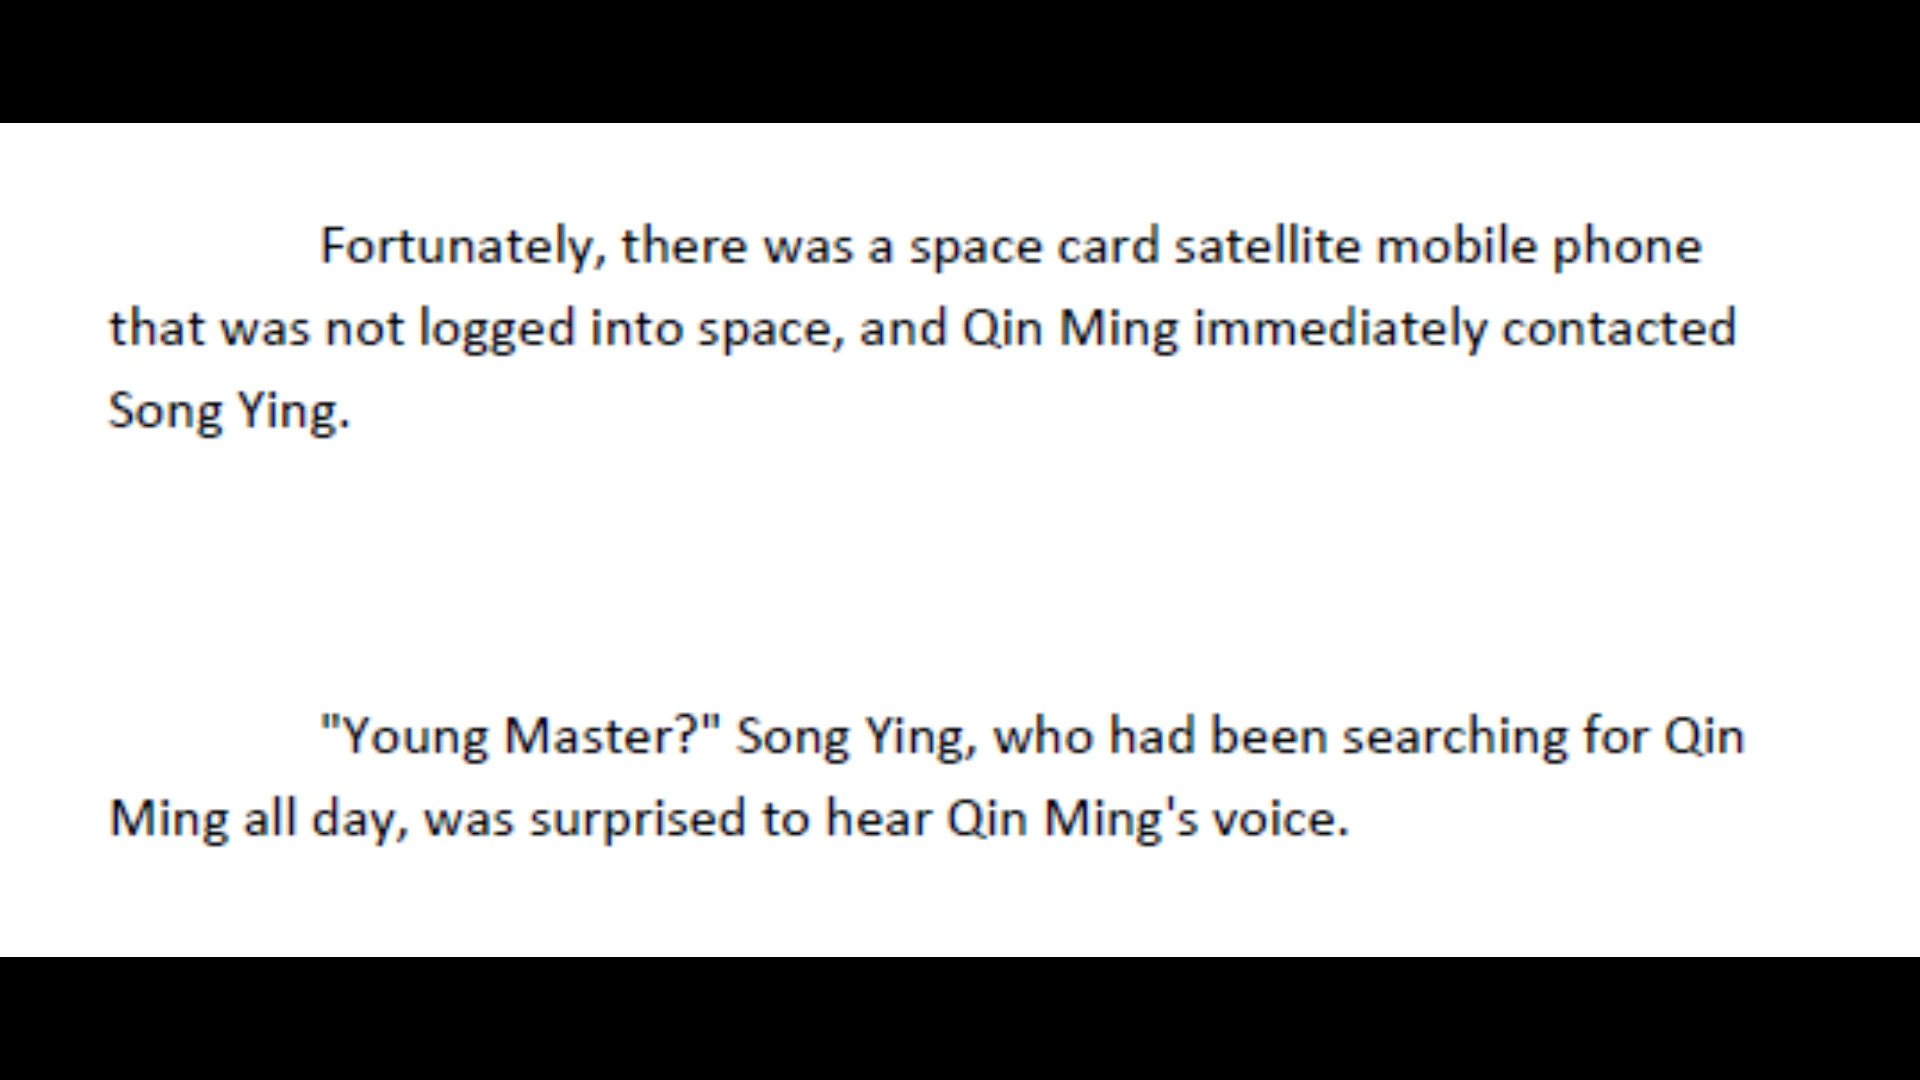 Fortunately, there was a space card satellite mobile phone
that was not logged into space, and Qin Ming immediately contacted
Song Ying.
"Young Master?" Song Ying, who had been searching for Qin
Ming all day, was surprised to hear Qin Ming's voice.